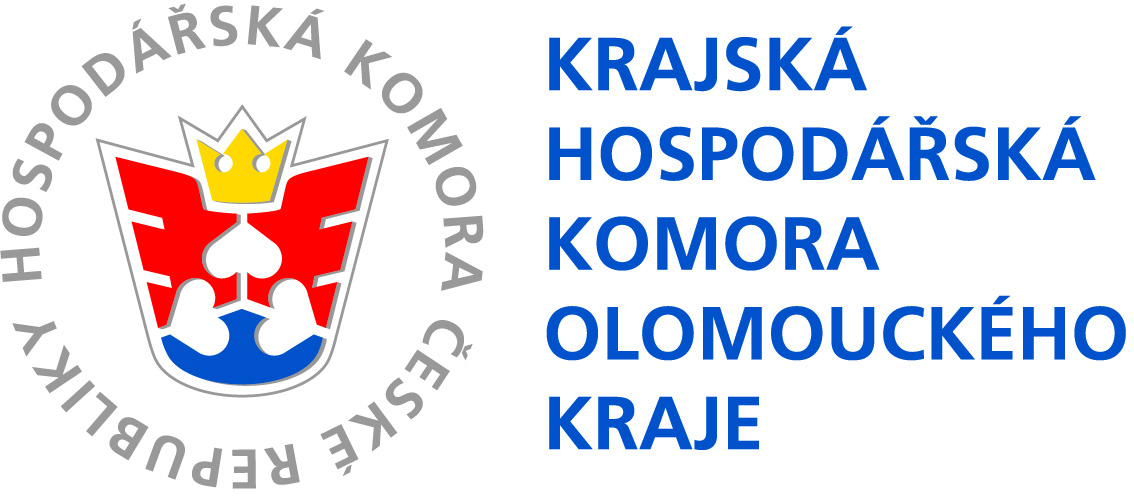 HOSPODÁŘSKÁ KOMORA ČESKÉ REPUBLIKY
KRAJSKÁ
HOSPODÁŘSKÁ
KOMORA
OLOMOUCKÉHO
KRAJE